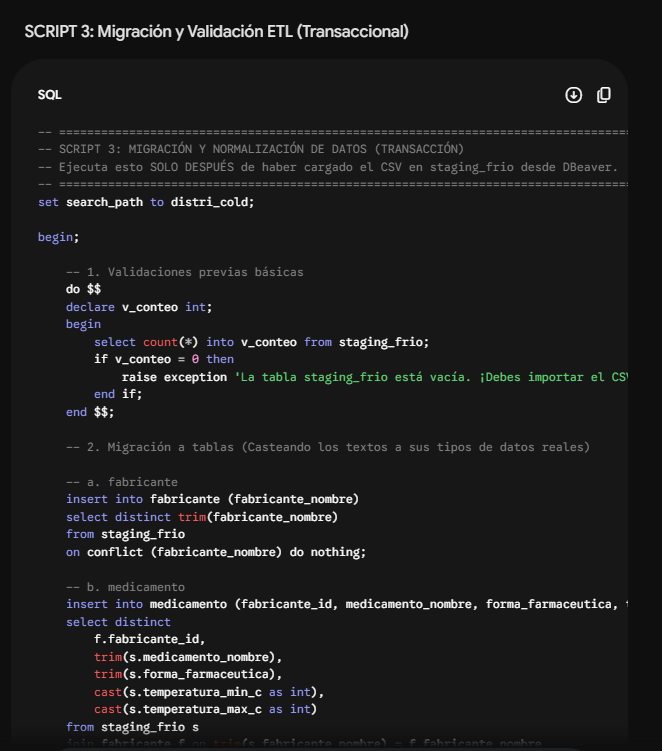 SCRIPT 3: Migración y Validación ETL (Transaccional)
SQL
-- ================================================================================
-- SCRIPT 3: MIGRACIÓN Y NORMALIZACIÓN DE DATOS (TRANSACCIÓN)
-- Ejecuta esto SOLO DESPUÉS de haber cargado el CSV en staging_frio desde DBeaver.
-- ================================================================================
set search_path to distri_cold;
begin;
-- 1. Validaciones previas básicas
do $$
declare v_conteo int;
begin
select count(*) into v_conteo from staging_frio;
if v_conteo = 0 then
raise exception 'La tabla staging_frio está vacía. ¡Debes importar el CSV
end if;
end $$;
-- 2. Migración a tablas (Casteando los textos a sus tipos de datos reales)
-- a. fabricante
insert into fabricante (fabricante_nombre)
select distinct trim(fabricante_nombre)
from staging_frio
on conflict (fabricante_nombre) do nothing;
-- b. medicamento
insert into medicamento (fabricante_id, medicamento_nombre, forma_farmaceutica,
select distinct
f.fabricante_id,
trim(s.medicamento_nombre),
trim(s.forma_farmaceutica),
cast(s.temperatura_min_c as int),
cast(s.temperatura_max_c as int)
from staging_frio s
join fabricante f on trim(s.fabricante_nombre) = f.fabricante_nombre